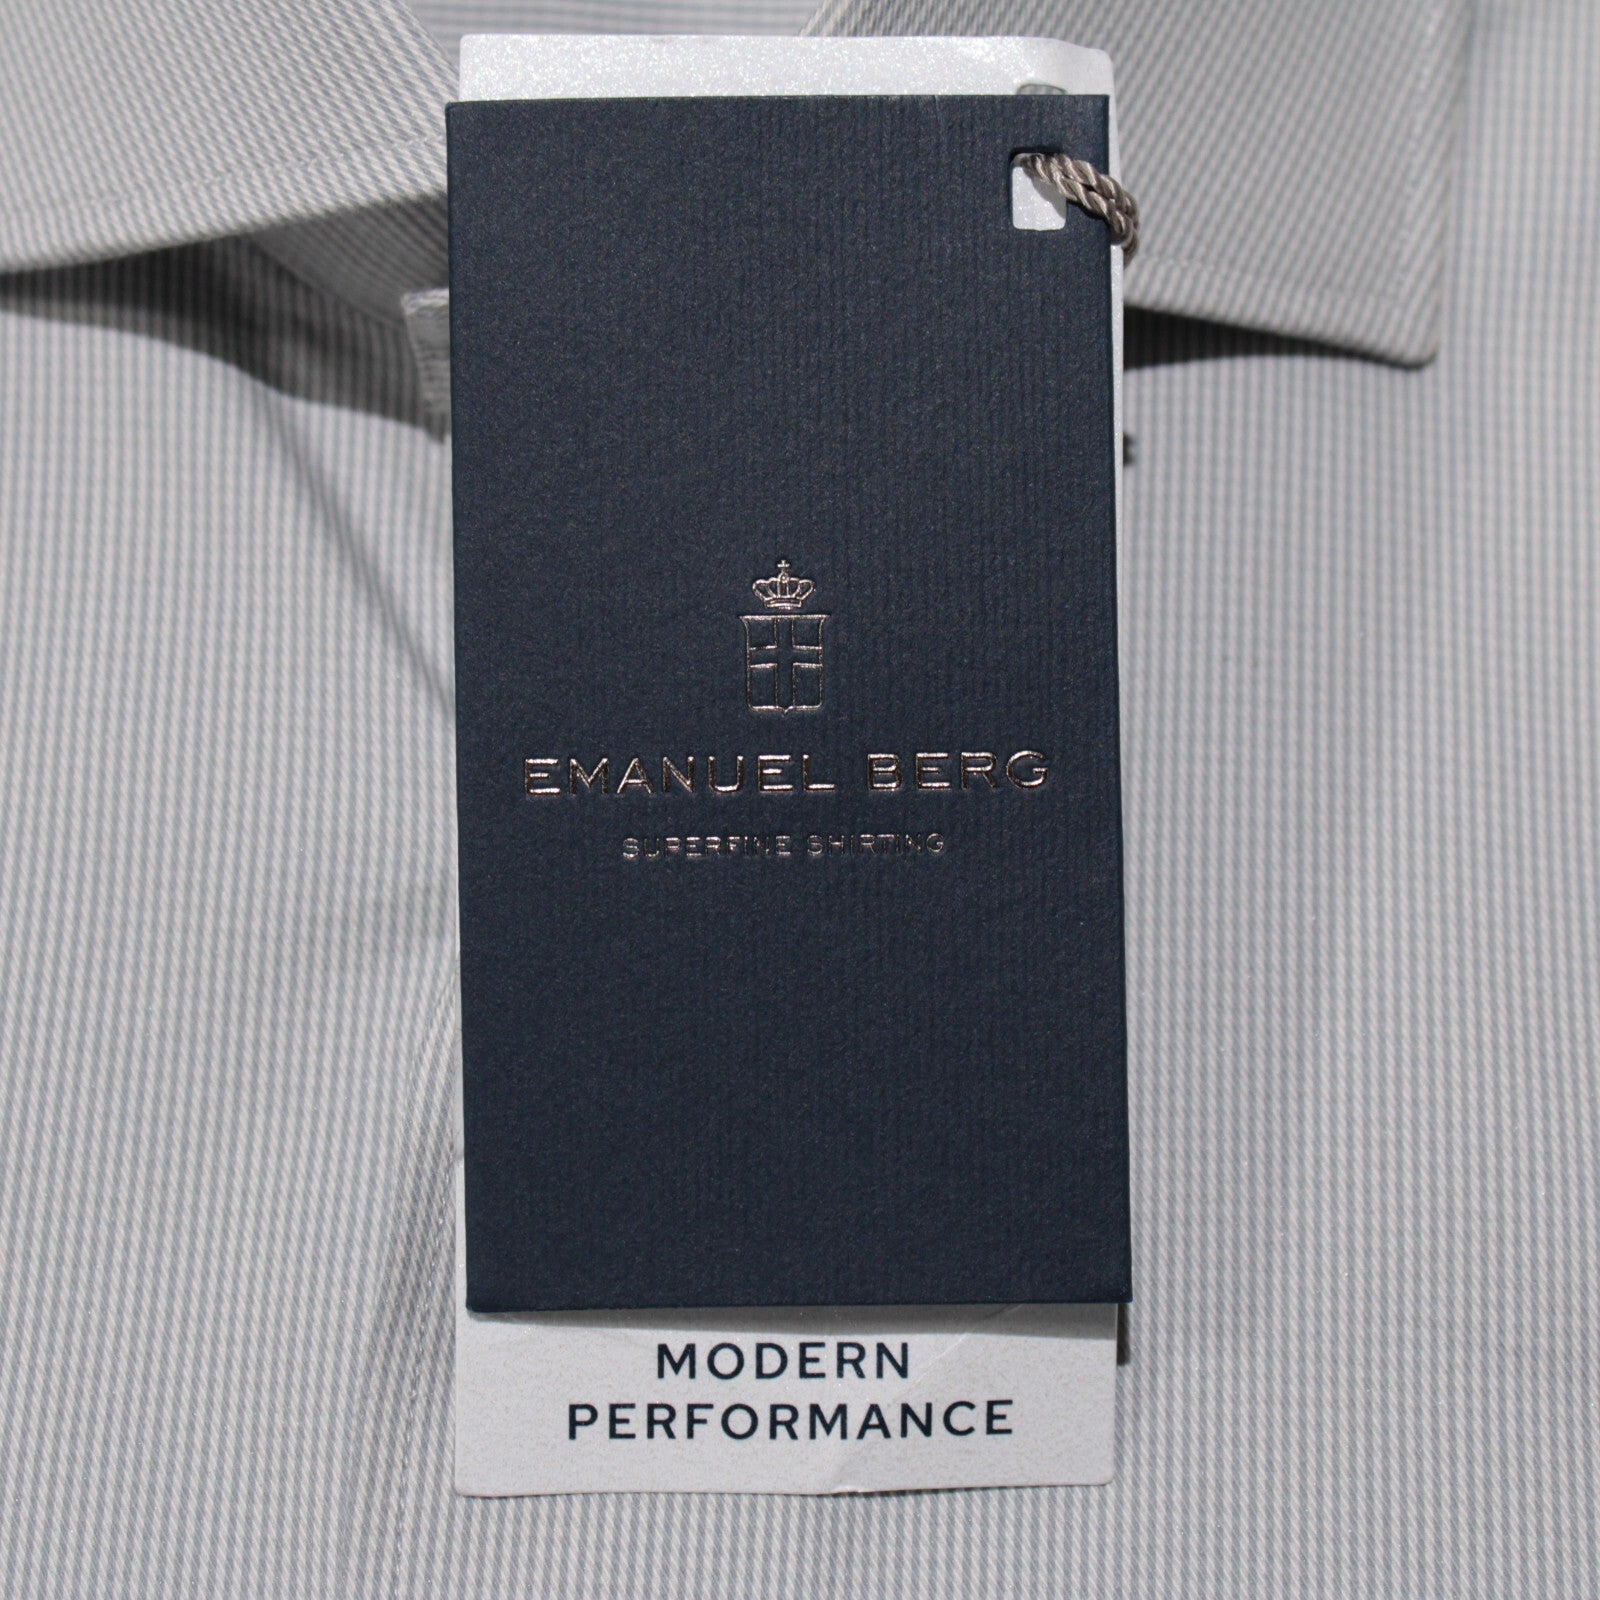 EMANUEL BERG
SUPERFINE SHIRTING
MODERN
PERFORMANCE